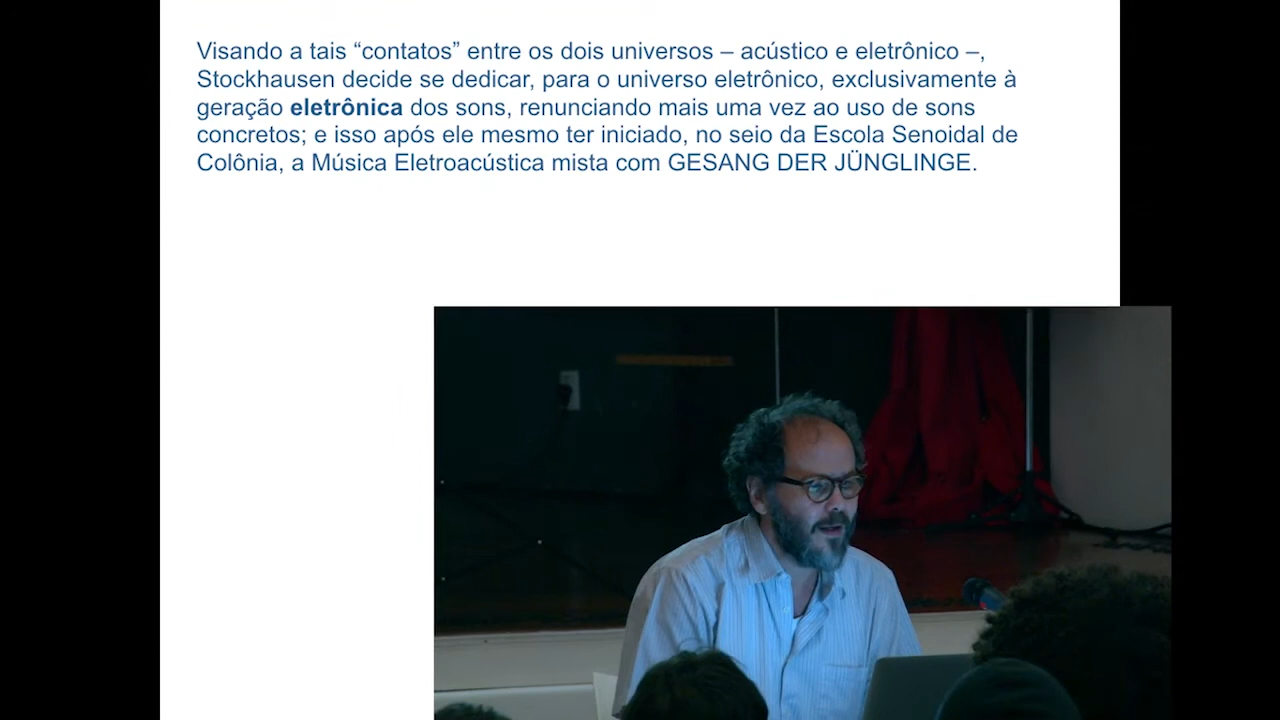 Visando a tais “contatos” entre os dois universos – acústico e eletrônico –,
Stockhausen decide se dedicar, para o universo eletrônico, exclusivamente à
geração eletrônica dos sons, renunciando mais uma vez ao uso de sons
concretos; e isso após ele mesmo ter iniciado, no seio da Escola Senoidal de
Colônia, a Música Eletroacústica mista com GESANG DER JÜNGLINGE.